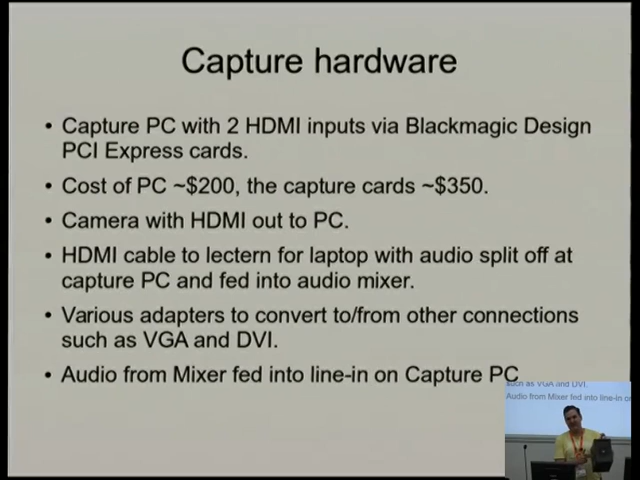 Capture hardware
• Capture PC with 2 HDMI inputs via Blackmagic Design
PCI Express cards.
• Cost of PC ~$200, the capture cards ~$350.
• Camera with HDMI out to PC.
• HDMI cable to lectern for laptop with audio split off at
capture PC and fed into audio mixer.
• Various adapters to convert to/from other connections
such as VGA and DVI.
• Audio from Mixer fed into line-in on Capture PC
such as VGA and DVI.
Audio from Mixer fed into line-in on